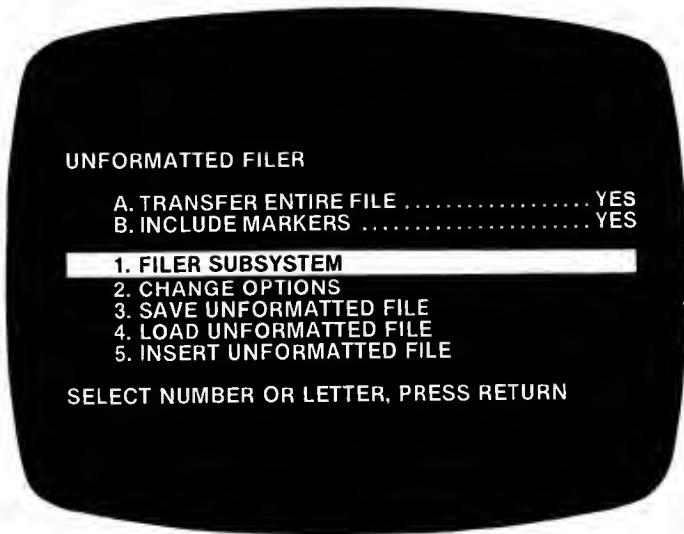 UNFORMATTED FILER
A. TRANSFER ENTIRE FILE .................. YES
B. INCLUDE MARKERS ...................... YES
1. FILER SUBSYSTEM
2. CHANGE OPTIONS
3. SAVE UNFORMATTED FILE
4. LOAD UNFORMATTED FILE
5. INSERT UNFORMATTED FILE
SELECT NUMBER OR LETTER, PRESS RETURN